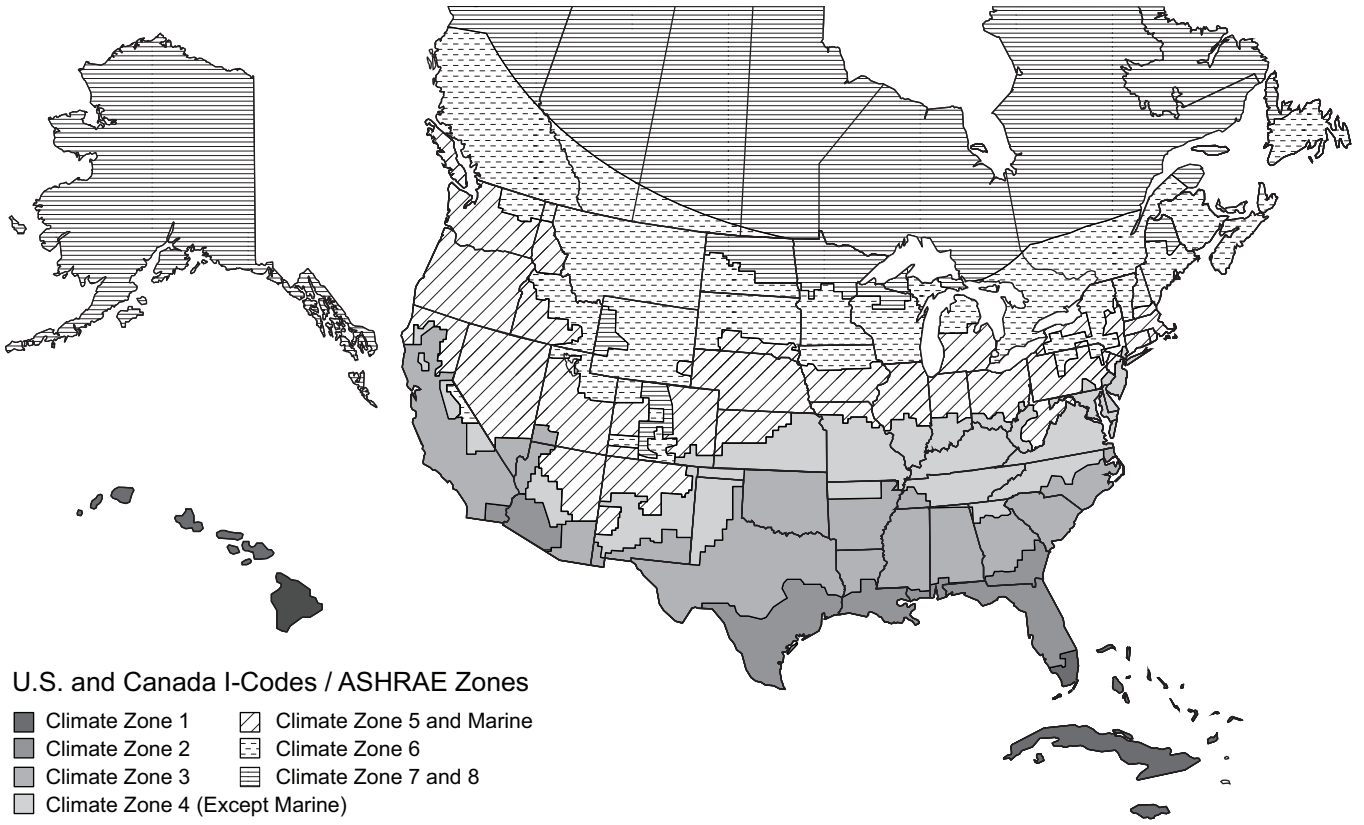 U.S. and Canada I-Codes / ASHRAE Zones
Climate Zone 1
Climate Zone 2
Climate Zone 3
Climate Zone 4 (Except Marine)
Climate Zone 5 and Marine
Climate Zone 6
Climate Zone 7 and 8